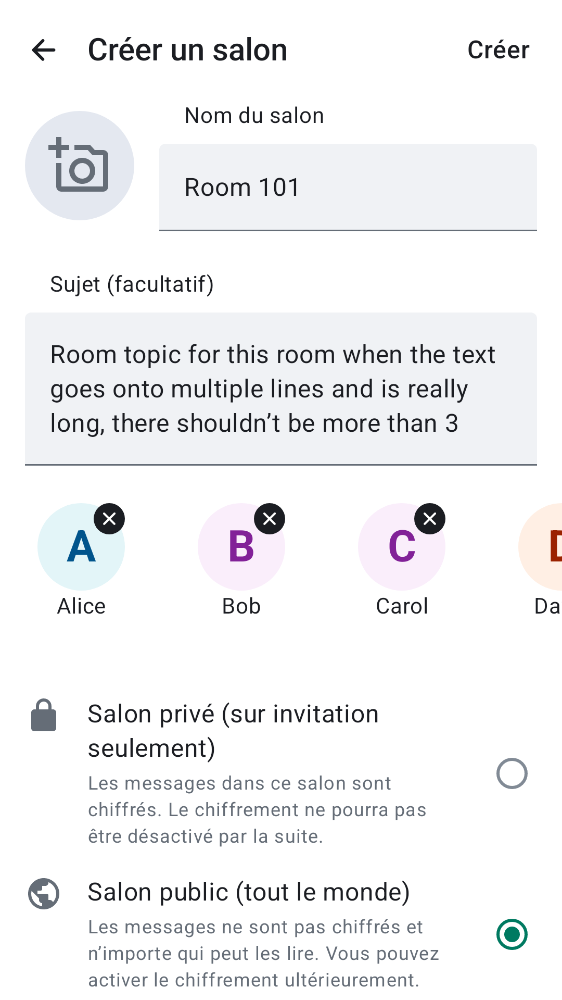 Créer un salon
Créer
Nom du salon
Room 101
Sujet (facultatif)
Room topic for this room when the text
goes onto multiple lines and is really
long, there shouldn’t be more than 3
A
B
C
D
Alice
Bob
Carol
Da
Salon privé (sur invitation
seulement)
Les messages dans ce salon sont
chiffrés. Le chiffrement ne pourra pas
être désactivé par la suite.
Salon public (tout le monde)
Les messages ne sont pas chiffrés et
n’importe qui peut les lire. Vous pouvez
activer le chiffrement ultérieurement.